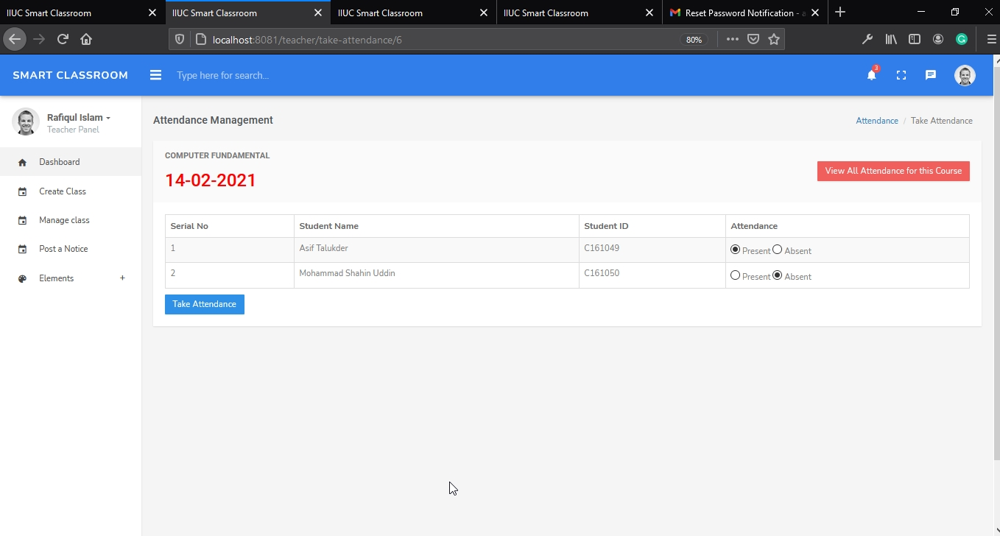 IIUC Smart Classroom IIUC Smart Classroom IIUC Smart Classroom IIUC Smart Classroom Reset Password Notification - a
localhost:8081/teacher/take-attendance/6 80%
SMART CLASSROOM Type here for search... 3
Rafiqul Islam
Teacher Panel
Dashboard
Create Class
Manage class
Post a Notice
Elements +
Attendance Management Attendance / Take Attendance
COMPUTER FUNDAMENTAL
14-02-2021
View All Attendance for this Course
Serial No Student Name Student ID Attendance
1 Asif Talukder C161049 Present Absent
2 Mohammad Shahin Uddin C161050 Present Absent
Take Attendance